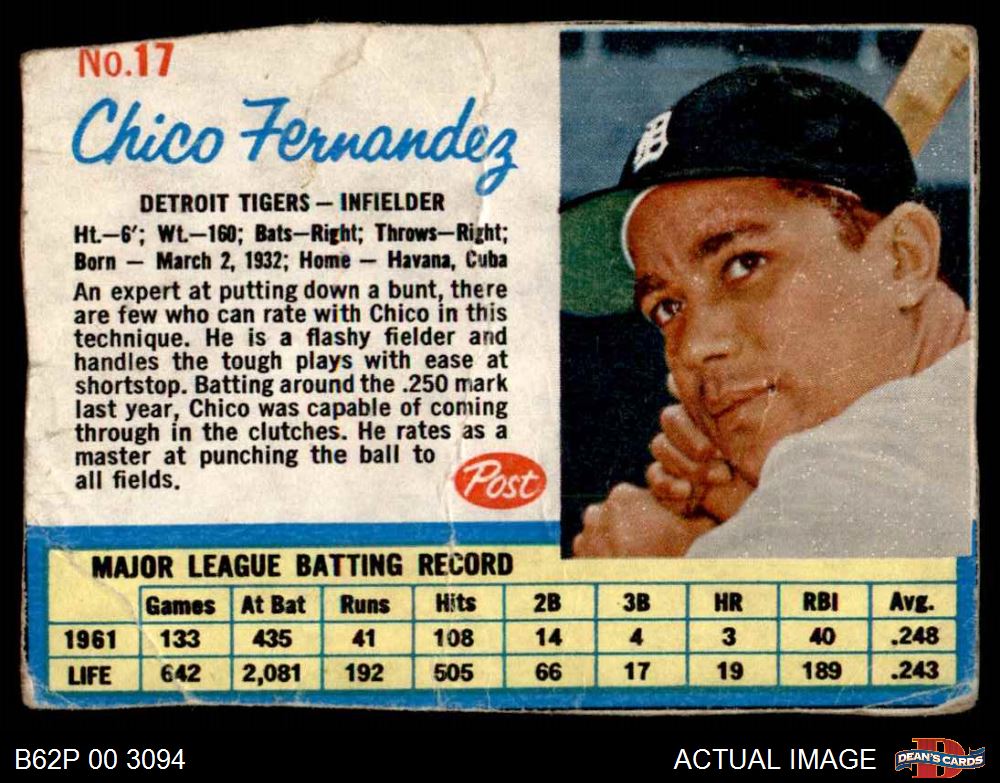 No.17
Chico Fernandez
DETROIT TIGERS – INFIELDER
Ht.—6'; Wt.—160; Bats—Right; Throws—Right;
Born — March 2, 1932; Home — Havana, Cuba
An expert at putting down a bunt, there
are few who can rate with Chico in this
technique. He is a flashy fielder and
handles the tough plays with ease at
shortstop. Batting around the .250 mark
last year, Chico was capable of coming
through in the clutches. He rates as a
master at punching the ball to
all fields.
Post
D
MAJOR LEAGUE BATTING RECORD
Games At Bat Runs Hits 2B 3B HR RBI Avg.
1961 133 435 41 108 14 4 3 40 .248
LIFE 642 2,081 192 505 66 17 19 189 .243
B62P 00 3094
ACTUAL IMAGE
D
DEAN'S CARDS